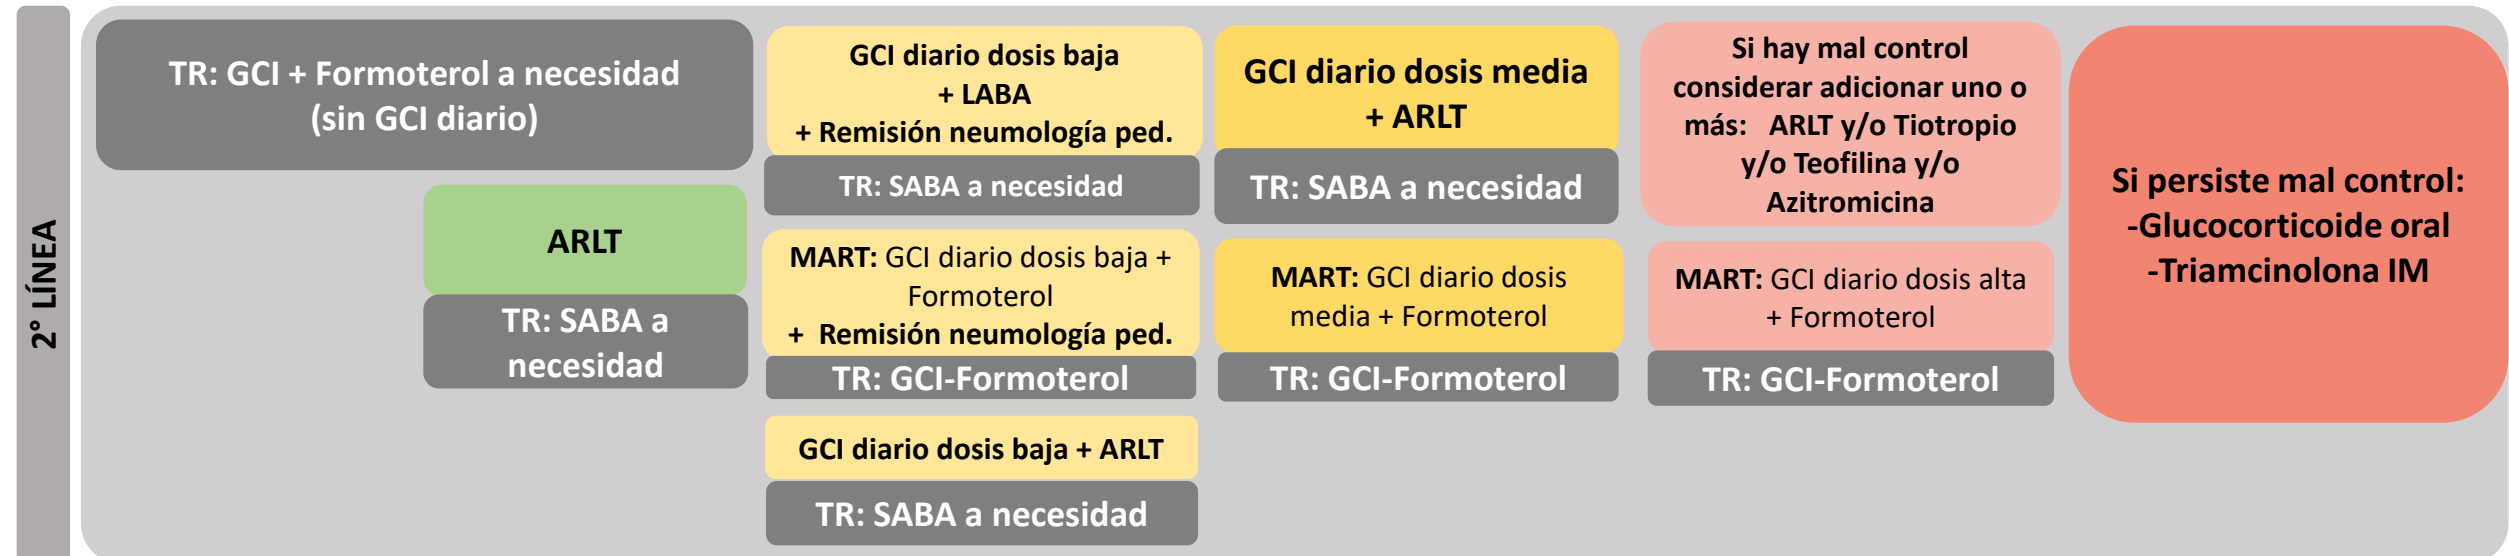 2° LÍNEA
TR: GCI + Formoterol a necesidad
(sin GCI diario)
ARLT
TR: SABA a
necesidad
GCI diario dosis baja
+ LABA
+ Remisión neumología ped.
TR: SABA a necesidad
MART: GCI diario dosis baja +
Formoterol
+ Remisión neumología ped.
TR: GCI-Formoterol
GCI diario dosis baja + ARLT
TR: SABA a necesidad
GCI diario dosis media
+ ARLT
TR: SABA a necesidad
MART: GCI diario dosis
media + Formoterol
TR: GCI-Formoterol
Si hay mal control
considerar adicionar uno o
más: ARLT y/o Tiotropio
y/o Teofilina y/o
Azitromicina
MART: GCI diario dosis alta
+ Formoterol
TR: GCI-Formoterol
Si persiste mal control:
-Glucocorticoide oral
-Triamcinolona IM